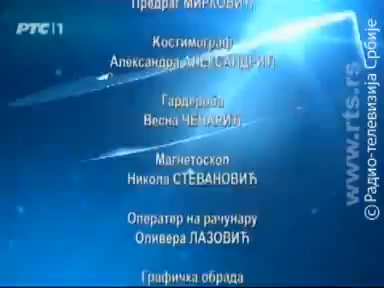 Предраг МИРКОВИЋ
РТС|1
Костимограф
Александра АЛЕКСАНДРИЋ
Гардероба
Весна ЧЕНАРИЋ
Магнетоскоп
Никола СТЕВАНОВИЋ
Оператер на рачунару
Оливера ЛАЗОВИЋ
Графичка обрада
www.rts.rs
© Радио-телевизија Србије